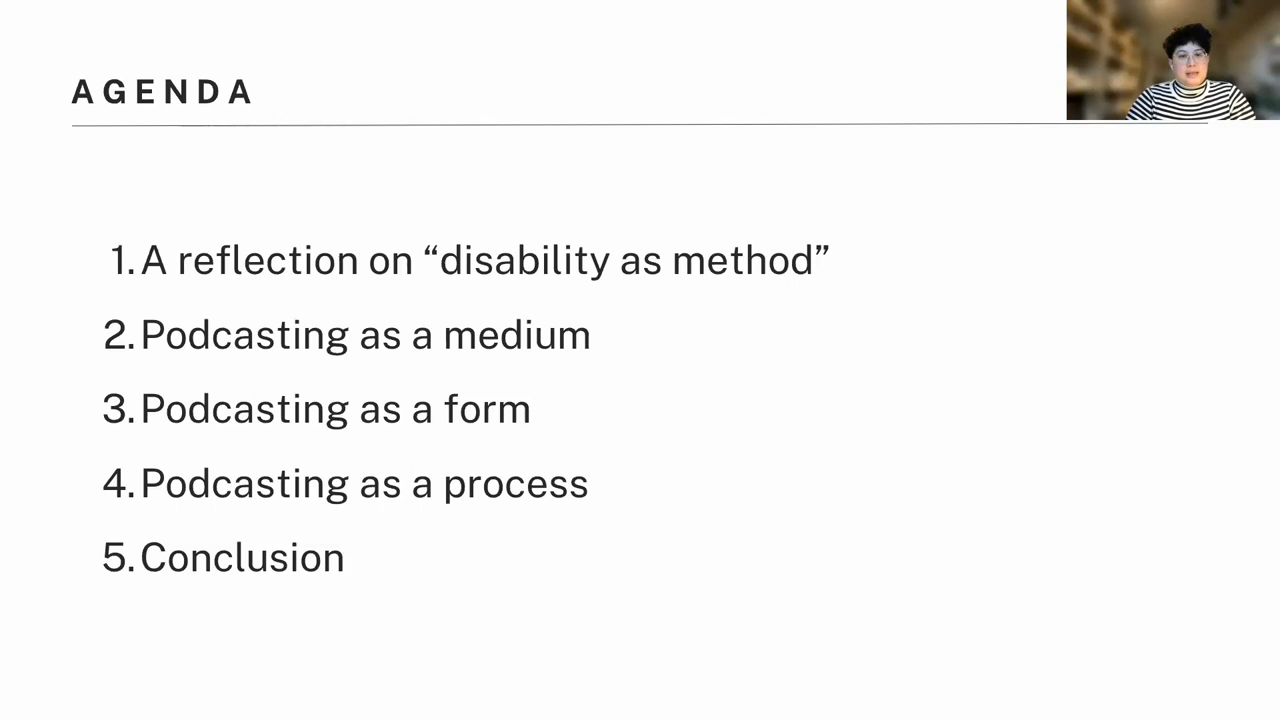 AGENDA
1. A reflection on “disability as method”
2. Podcasting as a medium
3. Podcasting as a form
4. Podcasting as a process
5. Conclusion